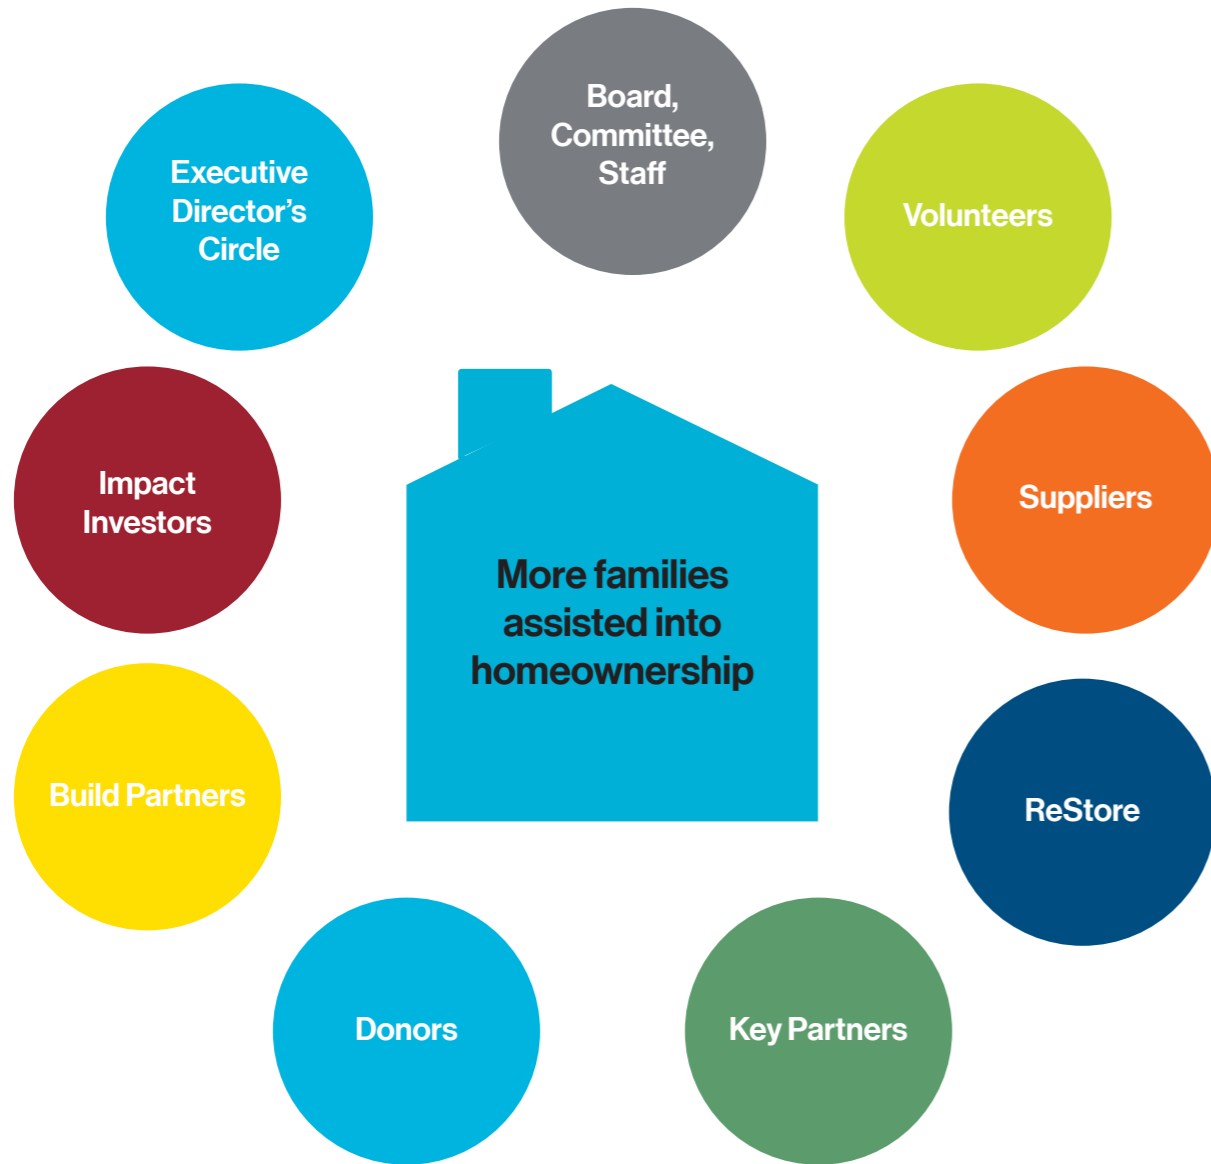 Board,
Committee,
Staff
Executive
Director’s
Circle
Volunteers
Impact
Investors
Suppliers
More families
assisted into
homeownership
Build Partners
ReStore
Donors
Key Partners